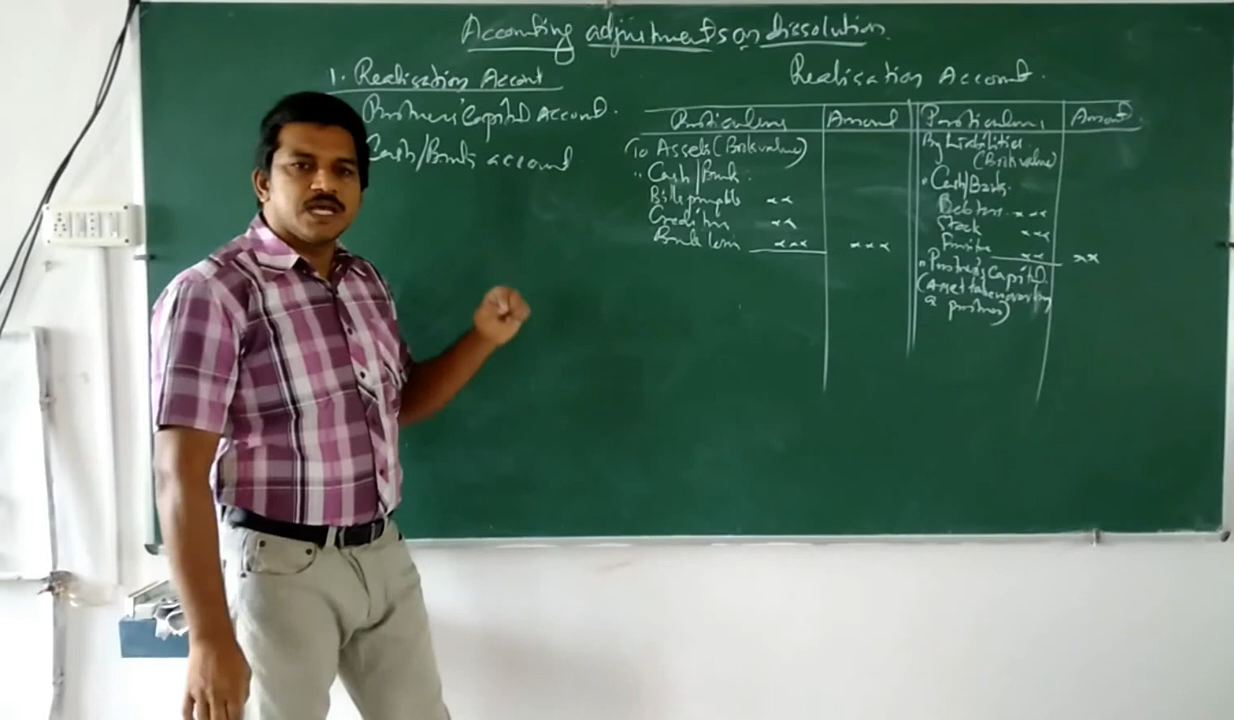 Accounting adjustments on dissolution
1. Realisation Account
Partners' Capital Account.
Cash/Bank account
Realisation Account.
Particulars Amount Particulars Amount
To Assets (Book value)
" Cash/Bank.
Bills payable xx
Creditors xx
Bank loan xxx xxx
By Liabilities
(Book value)
" Cash/Bank.
Debtors xxx
Stock xxx
Furniture xx xx
" Partner's Capital
(Asset taken over by
a partner)